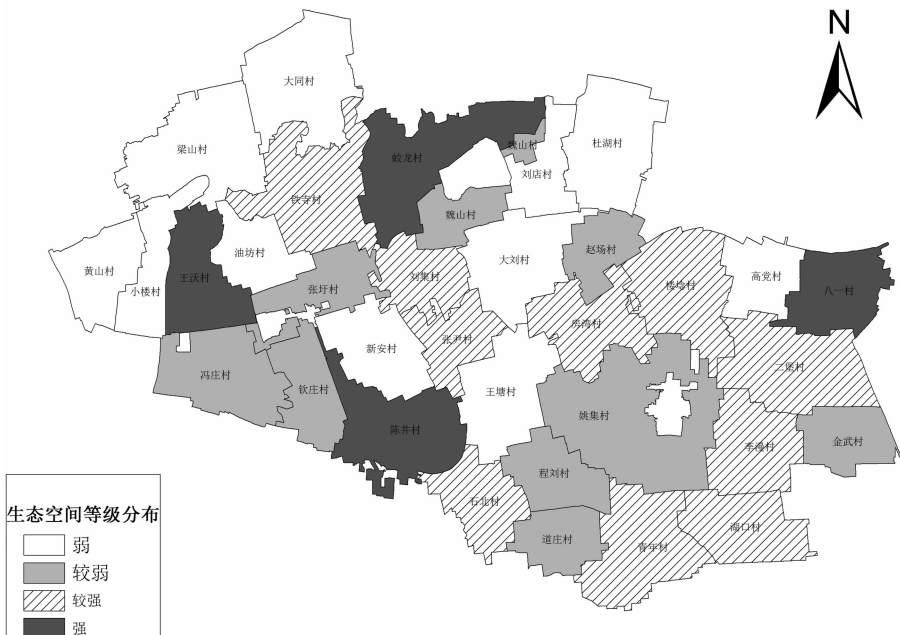 N
大同村
梁山村
蛟龙村
魏山村
杜湖村
刘店村
铁寺村
魏山村
油坊村
大刘村
赵场村
黄山村
王沃村
小楼村
张圩村
刘集村
楼埝村
高党村
八一村
房湾村
张尹村
新安村
二堡村
冯庄村
钦庄村
王塘村
姚集村
陈井村
李漫村
金武村
程刘村
石北村
湖口村
道庄村
青年村
生态空间等级分布
弱
较弱
较强
强